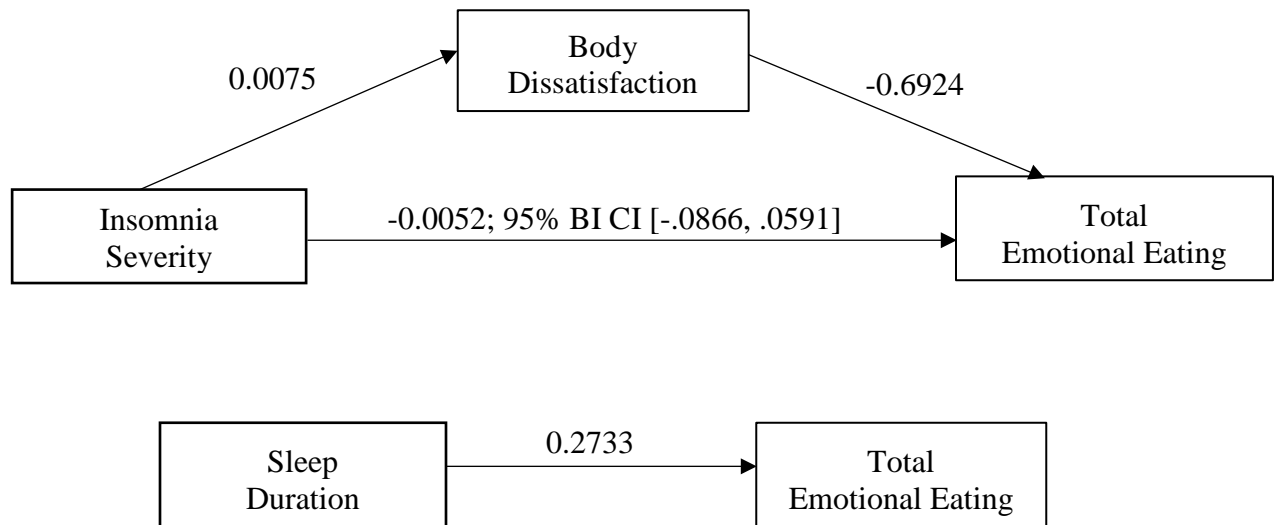 Body
Dissatisfaction
0.0075
-0.6924
Insomnia
Severity
-0.0052; 95% BI CI [-.0866, .0591]
Total
Emotional Eating
Sleep
Duration
0.2733
Total
Emotional Eating